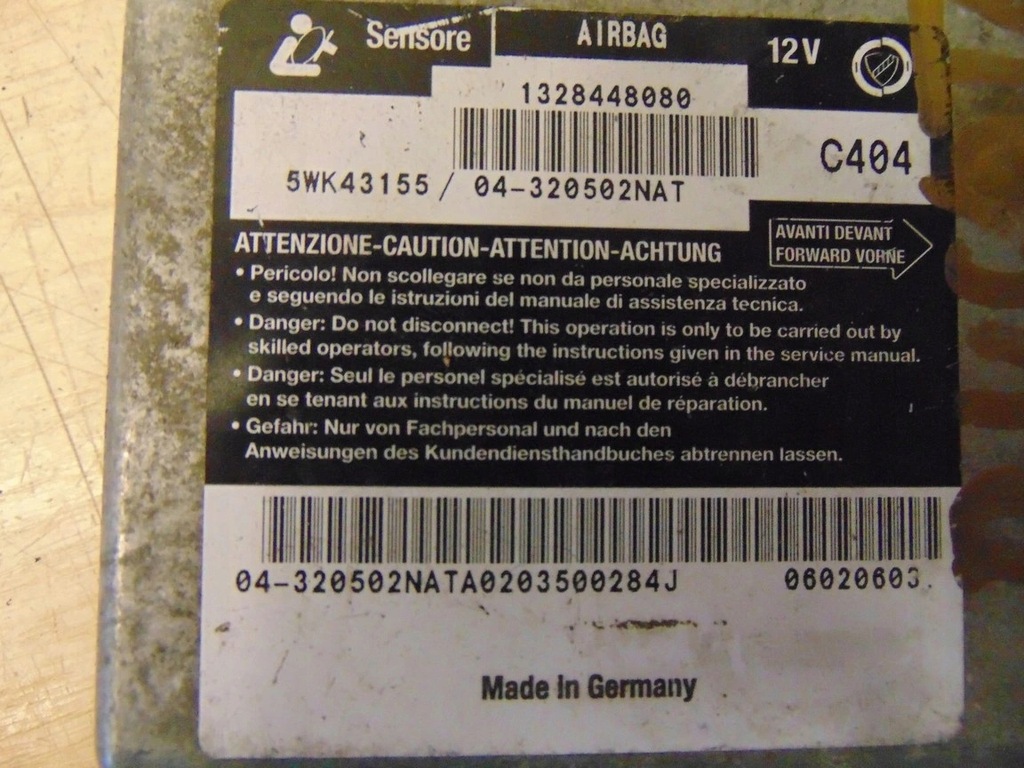 Sensore AIRBAG 12V
1328448080
C404
5WK43155 / 04-320502NAT
ATTENZIONE-CAUTION-ATTENTION-ACHTUNG
AVANTI DEVANT
FORWARD VORNE
• Pericolo! Non scollegare se non da personale specializzato
e seguendo le istruzioni del manuale di assistenza tecnica.
• Danger: Do not disconnect! This operation is only to be carried out by
skilled operators, following the instructions given in the service manual.
• Danger: Seul le personel spécialisé est autorisé à débrancher
en se tenant aux instructions du manuel de réparation.
• Gefahr: Nur von Fachpersonal und nach den
Anweisungen des Kundendiensthandbuches abtrennen lassen.
04-320502NATA0203500284J 06020603.
Made In Germany